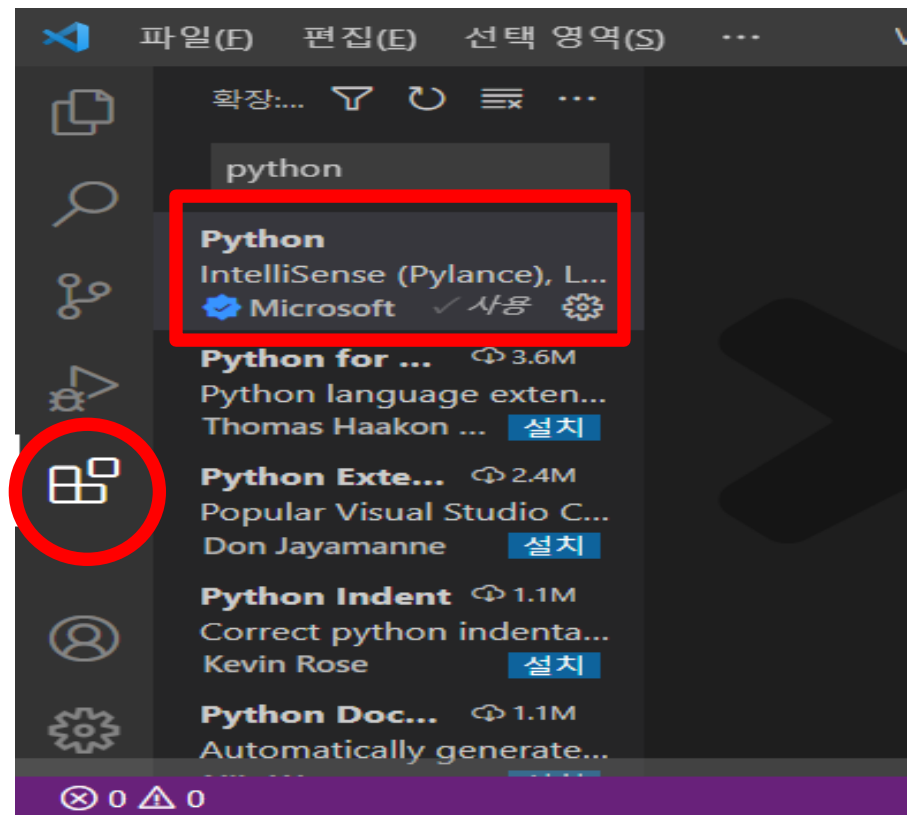 파일(F) 편집(E) 선택 영역(S) ...
확장:... ...
python
Python
IntelliSense (Pylance), L...
Microsoft ✓ 사용
Python for ... 3.6M
Python language exten...
Thomas Haakon ... 설치
Python Exte... 2.4M
Popular Visual Studio C...
Don Jayamanne 설치
Python Indent 1.1M
Correct python indenta...
Kevin Rose 설치
Python Doc... 1.1M
Automatically generate...
0 0